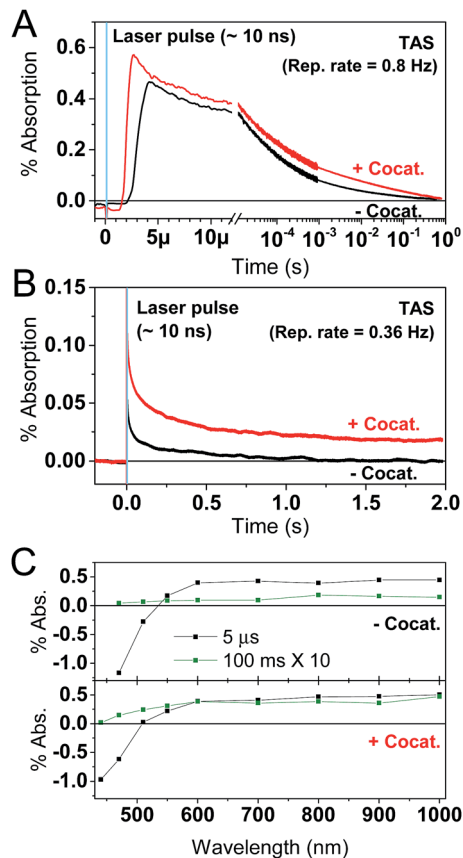 A
Laser pulse (~ 10 ns)
TAS
(Rep. rate = 0.8 Hz)
% Absorption
0.6
0.4
0.2
0.0
+ Cocat.
- Cocat.
0 5μ 10μ 10⁻⁴ 10⁻³ 10⁻² 10⁻¹ 10⁰
Time (s)
B
Laser pulse
(~ 10 ns)
TAS
(Rep. rate = 0.36 Hz)
% Absorption
0.15
0.10
0.05
0.00
+ Cocat.
- Cocat.
0.0 0.5 1.0 1.5 2.0
Time (s)
C
% Abs.
0.5
0.0
-0.5
-1.0
- Cocat.
5 μs
100 ms X 10
% Abs.
0.5
0.0
-0.5
-1.0
+ Cocat.
500 600 700 800 900 1000
Wavelength (nm)